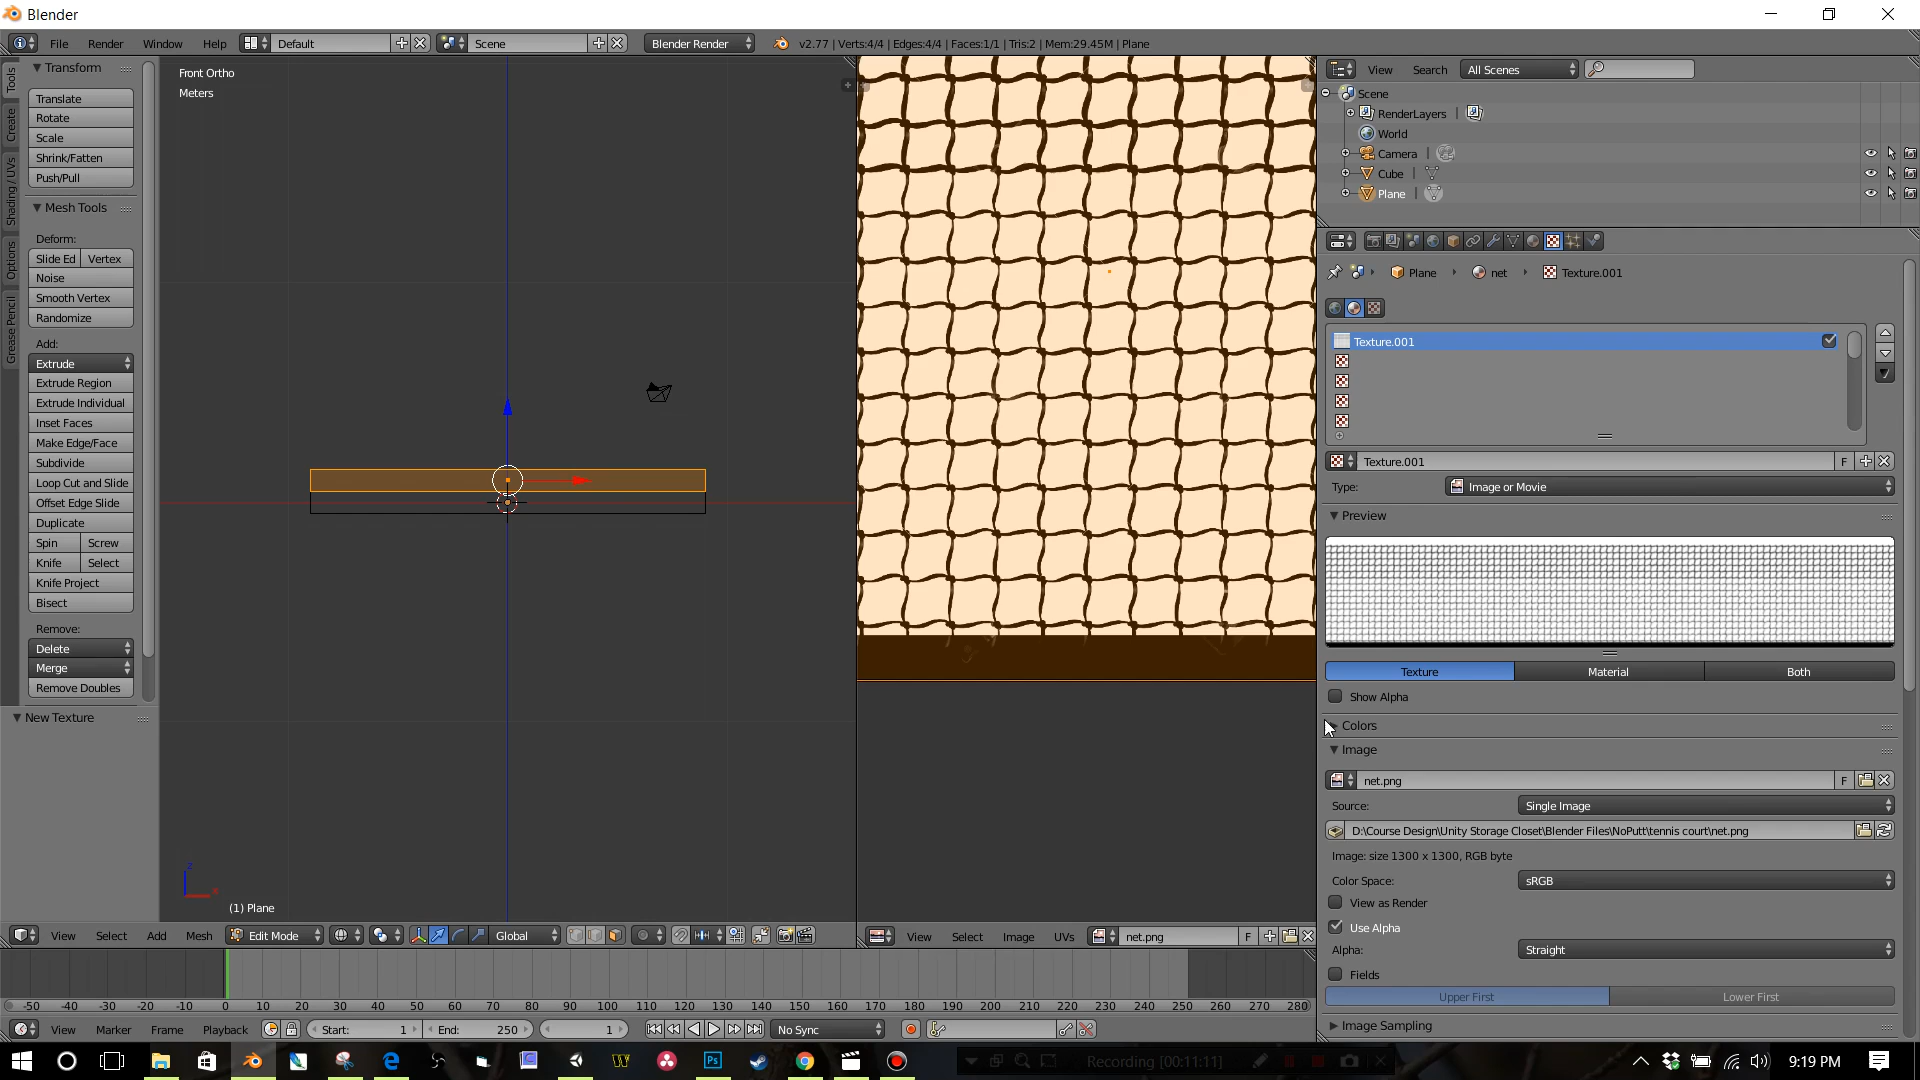 Blender
File Render Window Help Default Scene Blender Render v2.77 | Verts:4/4 | Edges:4/4 | Faces:1/1 | Tris:2 | Mem:29.45M | Plane
Tools
Create
Shading / UVs
Options
Grease Pencil
Transform
Translate
Rotate
Scale
Shrink/Fatten
Push/Pull
Mesh Tools
Deform:
Slide Ed Vertex
Noise
Smooth Vertex
Randomize
Add:
Extrude
Extrude Region
Extrude Individual
Inset Faces
Make Edge/Face
Subdivide
Loop Cut and Slide
Offset Edge Slide
Duplicate
Spin Screw
Knife Select
Knife Project
Bisect
Remove:
Delete
Merge
Remove Doubles
New Texture
Front Ortho
Meters
z
x
(1) Plane
View Select Add Mesh Edit Mode Global
View Select Image UVs net.png F
View Search All Scenes
Scene
RenderLayers |
World
Camera |
Cube |
Plane |
Plane net Texture.001
Texture.001
Texture.001 F
Type: Image or Movie
Preview
Texture Material Both
Show Alpha
Colors
Image
net.png F
Source: Single Image
D:\Course Design\Unity Storage Closet\Blender Files\NoPutt\tennis court\net.png
Image: size 1300 x 1300, RGB byte
Color Space: sRGB
View as Render
Use Alpha
Alpha: Straight
Fields
Upper First Lower First
Image Sampling
-50 -40 -30 -20 -10 0 10 20 30 40 50 60 70 80 90 100 110 120 130 140 150 160 170 180 190 200 210 220 230 240 250 260 270 280
View Marker Frame Playback Start: 1 End: 250 1 No Sync
Recording [00:11:11]
9:19 PM